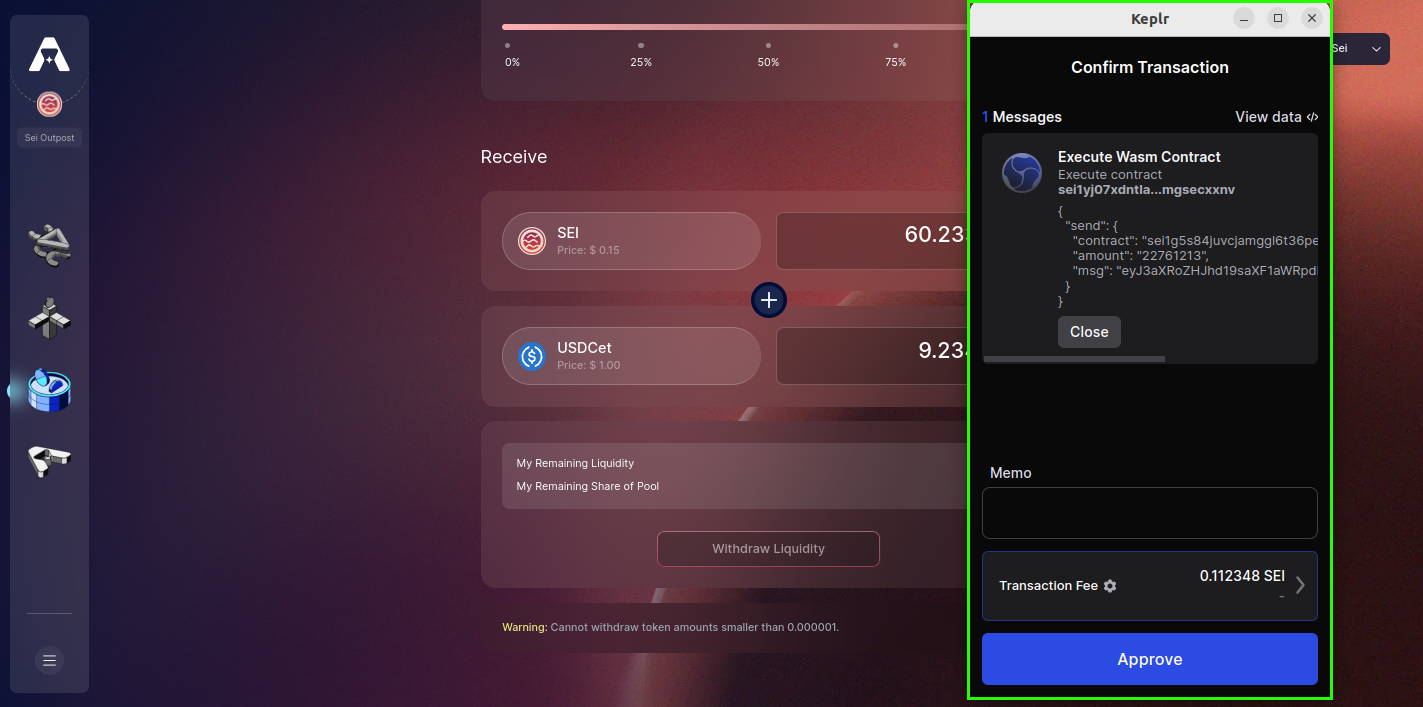 Sei Outpost
0%
25%
50%
75%
Receive
SEI
Price: $ 0.15
60.23
USDCet
Price: $ 1.00
9.23
My Remaining Liquidity
My Remaining Share of Pool
Withdraw Liquidity
Warning: Cannot withdraw token amounts smaller than 0.000001.
Sei
Keplr
Confirm Transaction
1 Messages
View data </>
Execute Wasm Contract
Execute contract
sei1yj07xdntla...mgsecxxnv
{
"send": {
"contract": "sei1g5s84juvcjamggl6t36pe
"amount": "22761213",
"msg": "eyJ3aXRoZHJhd19saXF1aWRpd
}
}
Close
Memo
Transaction Fee
0.112348 SEI
-
Approve